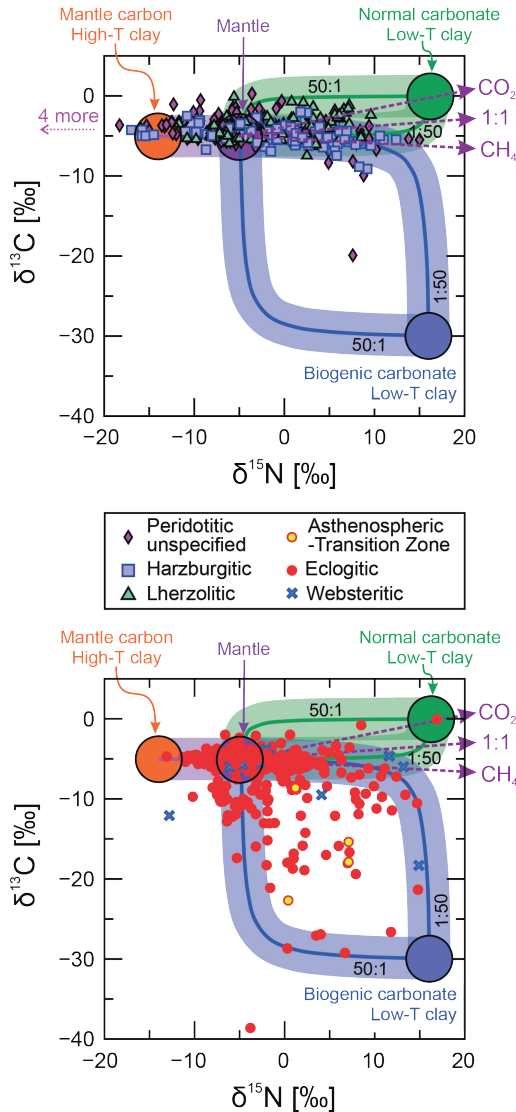 Mantle carbon
High-T clay
Mantle
Normal carbonate
Low-T clay
50:1
CO₂
1:1
1:50
CH₄
4 more
0
−10
−20
−30
−40
δ¹³C [‰]
1:50
50:1
Biogenic carbonate
Low-T clay
−20
−10
0
10
20
δ¹⁵N [‰]
Peridotitic
unspecified
Harzburgitic
Lherzolitic
Asthenospheric
-Transition Zone
Eclogitic
Websteritic
Mantle carbon
High-T clay
Mantle
Normal carbonate
Low-T clay
50:1
CO₂
1:1
1:50
CH₄
0
−10
−20
−30
−40
δ¹³C [‰]
1:50
50:1
Biogenic carbonate
Low-T clay
−20
−10
0
10
20
δ¹⁵N [‰]